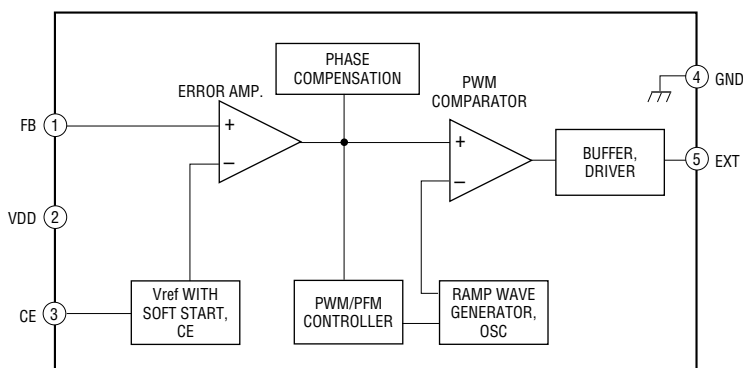 PHASE
COMPENSATION
ERROR AMP.
PWM
COMPARATOR
4 GND
FB 1
+
−
+
−
BUFFER,
DRIVER
5 EXT
VDD 2
CE 3
Vref WITH
SOFT START,
CE
PWM/PFM
CONTROLLER
RAMP WAVE
GENERATOR,
OSC